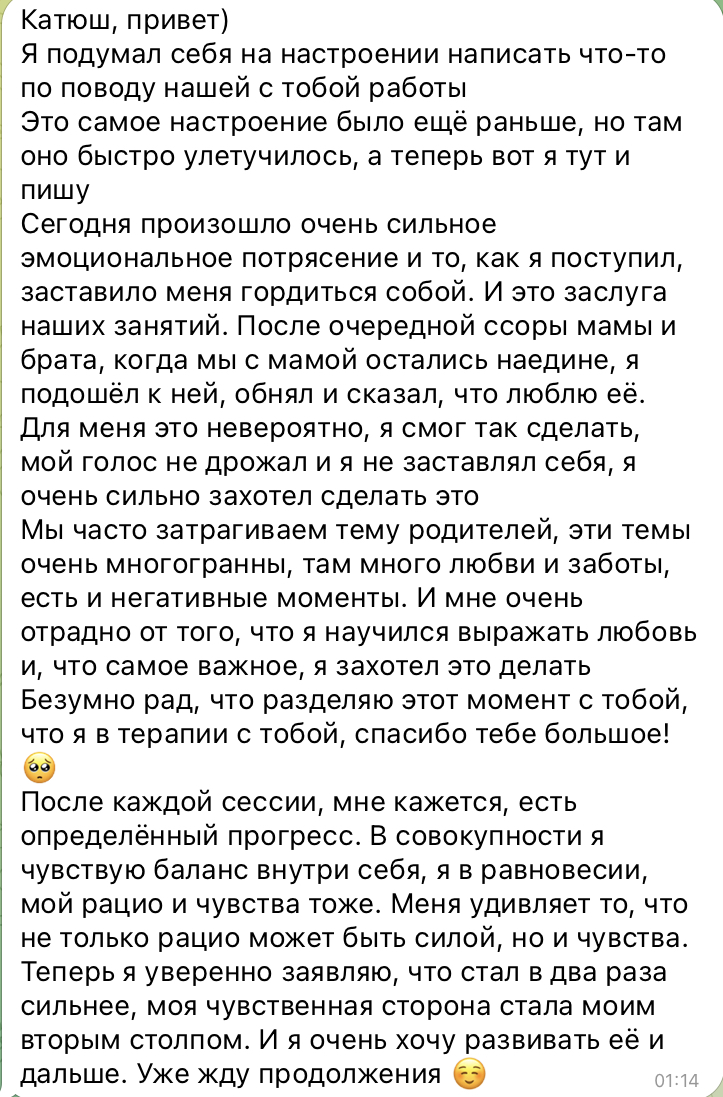 Катюш, привет)
Я подумал себя на настроении написать что-то
по поводу нашей с тобой работы
Это самое настроение было ещё раньше, но там
оно быстро улетучилось, а теперь вот я тут и
пишу
Сегодня произошло очень сильное
эмоциональное потрясение и то, как я поступил,
заставило меня гордиться собой. И это заслуга
наших занятий. После очередной ссоры мамы и
брата, когда мы с мамой остались наедине, я
подошёл к ней, обнял и сказал, что люблю её.
Для меня это невероятно, я смог так сделать,
мой голос не дрожал и я не заставлял себя, я
очень сильно захотел сделать это
Мы часто затрагиваем тему родителей, эти темы
очень многогранны, там много любви и заботы,
есть и негативные моменты. И мне очень
отрадно от того, что я научился выражать любовь
и, что самое важное, я захотел это делать
Безумно рад, что разделяю этот момент с тобой,
что я в терапии с тобой, спасибо тебе большое!
🥺
После каждой сессии, мне кажется, есть
определённый прогресс. В совокупности я
чувствую баланс внутри себя, я в равновесии,
мой рацио и чувства тоже. Меня удивляет то, что
не только рацио может быть силой, но и чувства.
Теперь я уверенно заявляю, что стал в два раза
сильнее, моя чувственная сторона стала моим
вторым столпом. И я очень хочу развивать её и
дальше. Уже жду продолжения ☺️
01:14